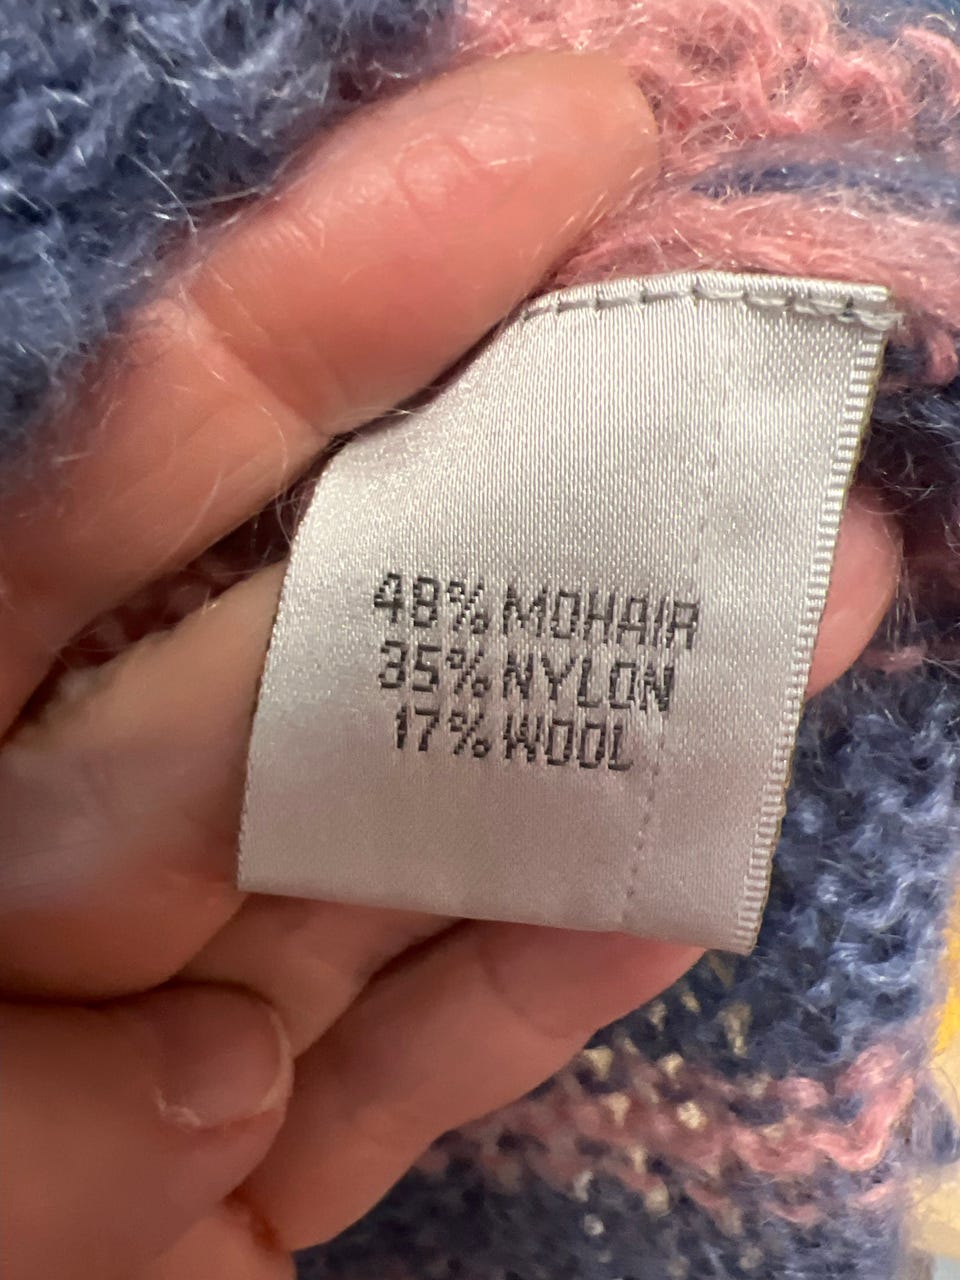 48% MOHAIR
35% NYLON
17% WOOL